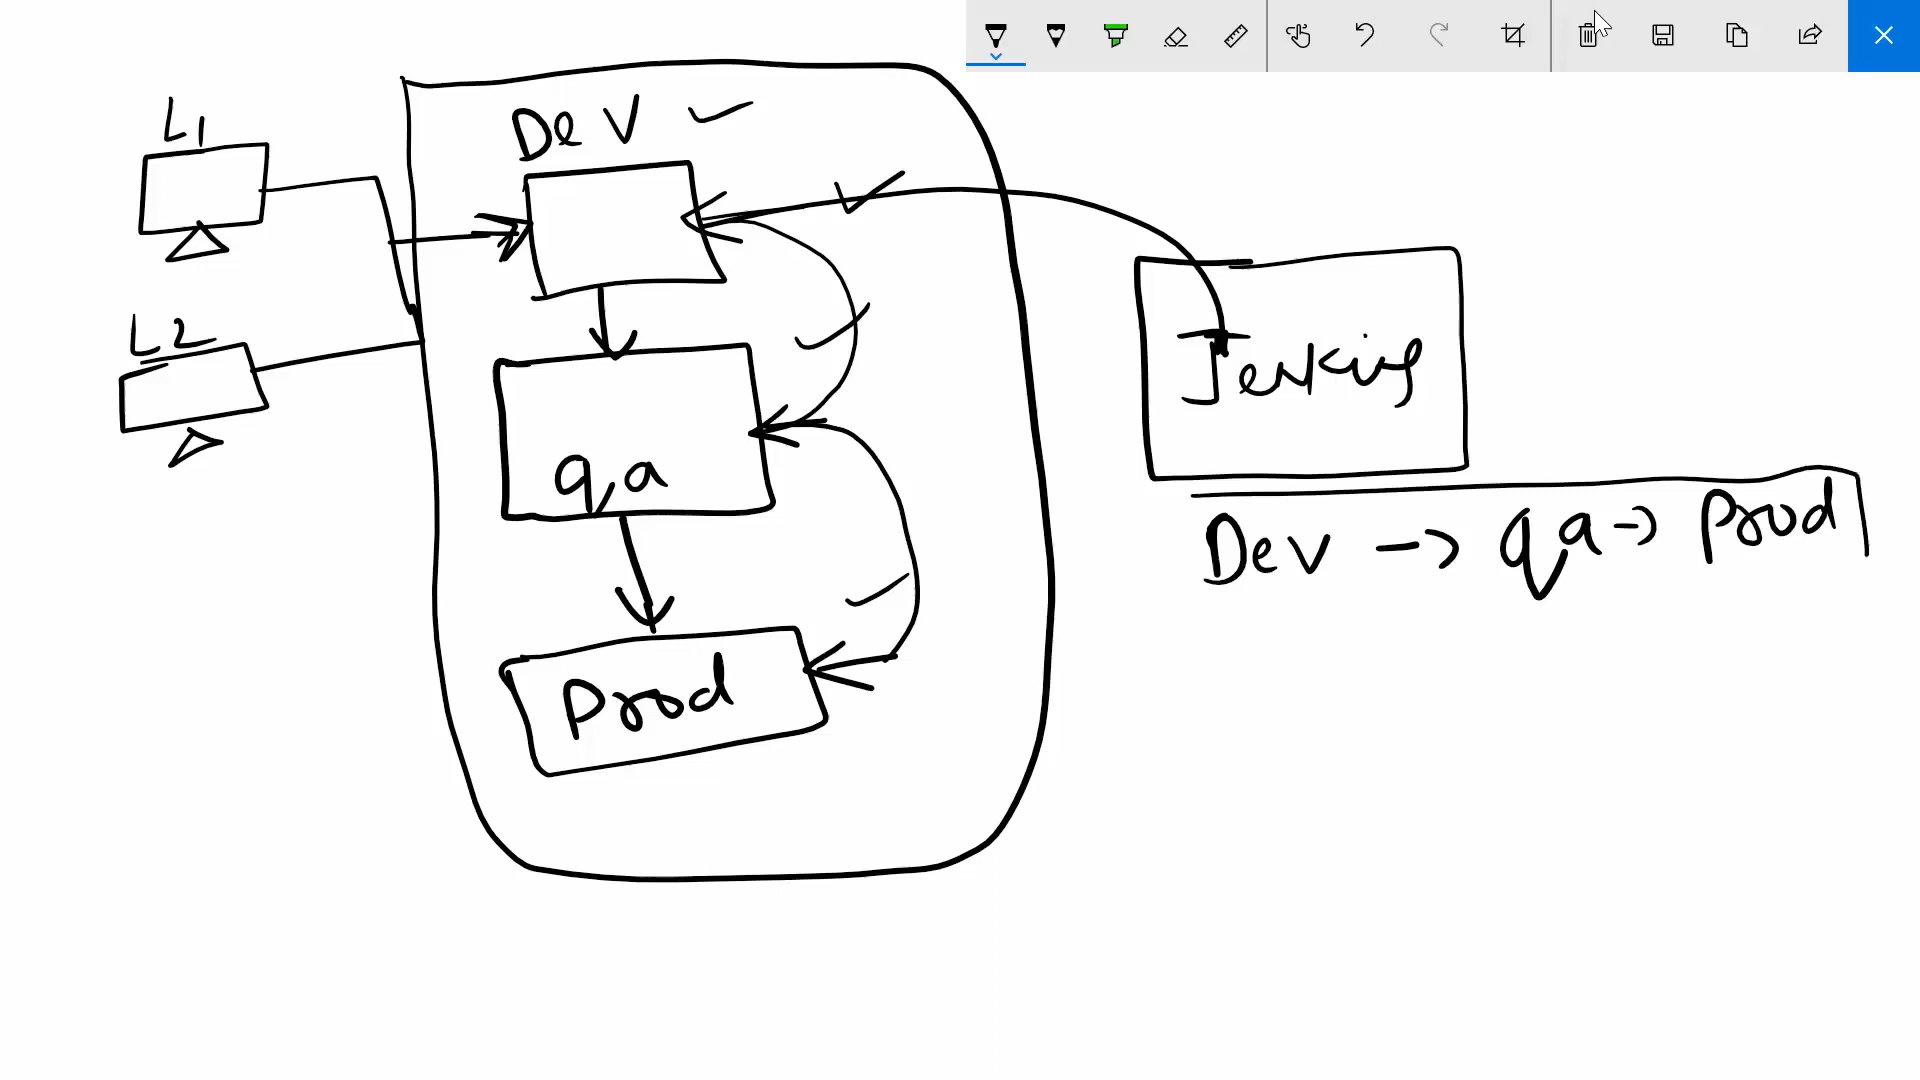 L1
Dev
L2
Jenkins
qa
Dev -> qa -> Prod
Prod